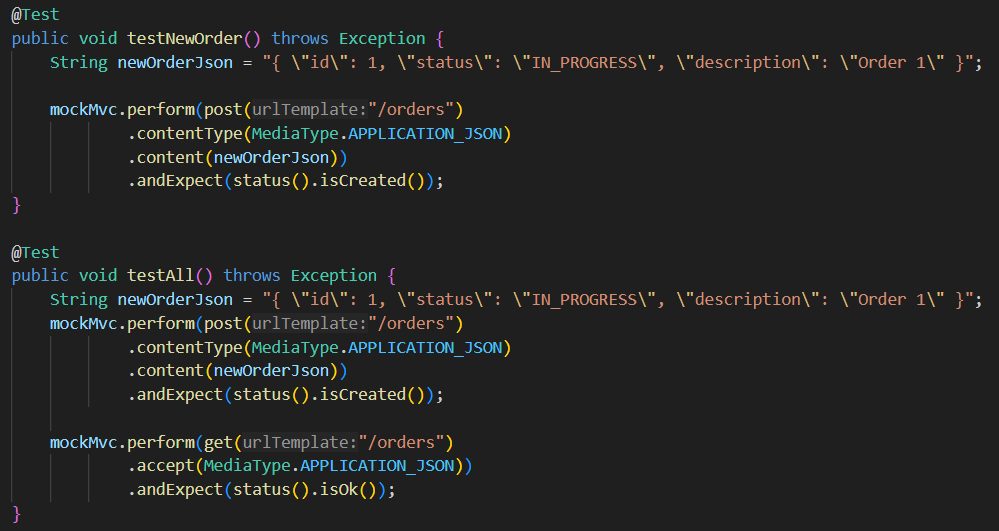 @Test
public void testNewOrder() throws Exception {
    String newOrderJson = "{ \"id\": 1, \"status\": \"IN_PROGRESS\", \"description\": \"Order 1\" }";

    mockMvc.perform(post(urlTemplate:"/orders")
            .contentType(MediaType.APPLICATION_JSON)
            .content(newOrderJson))
            .andExpect(status().isCreated());
}

@Test
public void testAll() throws Exception {
    String newOrderJson = "{ \"id\": 1, \"status\": \"IN_PROGRESS\", \"description\": \"Order 1\" }";
    mockMvc.perform(post(urlTemplate:"/orders")
            .contentType(MediaType.APPLICATION_JSON)
            .content(newOrderJson))
            .andExpect(status().isCreated());

    mockMvc.perform(get(urlTemplate:"/orders")
            .accept(MediaType.APPLICATION_JSON))
            .andExpect(status().isOk());
}